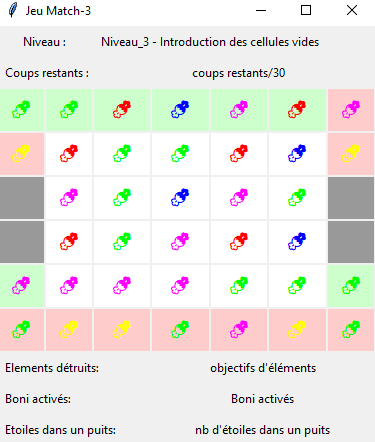 Jeu Match-3
Niveau : Niveau_3 - Introduction des cellules vides
Coups restants : coups restants/30
Elements détruits: objectifs d'éléments
Boni activés: Boni activés
Etoiles dans un puits: nb d'étoiles dans un puits